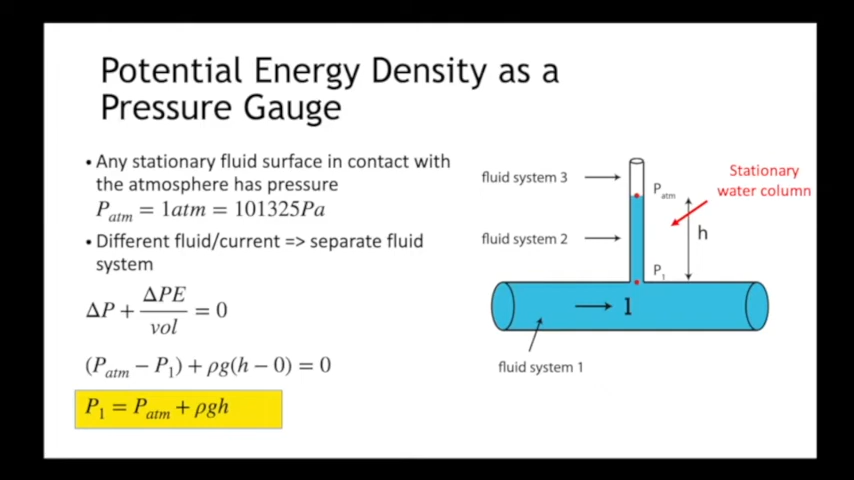 Potential Energy Density as a
Pressure Gauge
• Any stationary fluid surface in contact with
the atmosphere has pressure
P_atm = 1atm = 101325Pa
• Different fluid/current => separate fluid
system
ΔP + ΔPE/vol = 0
(P_atm − P_1) + ρg(h − 0) = 0
P_1 = P_atm + ρgh
fluid system 3
P_atm
Stationary
water column
fluid system 2
h
P_1
1
fluid system 1